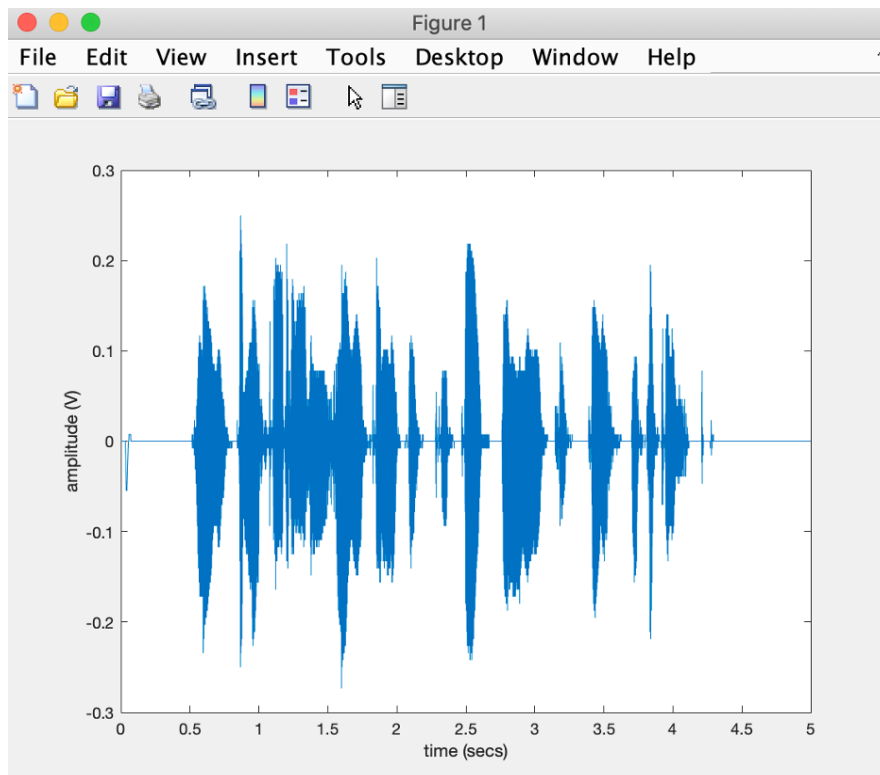 Figure 1
File Edit View Insert Tools Desktop Window Help
0.3
0.2
0.1
0
-0.1
-0.2
-0.3
amplitude (V)
0 0.5 1 1.5 2 2.5 3 3.5 4 4.5 5
time (secs)